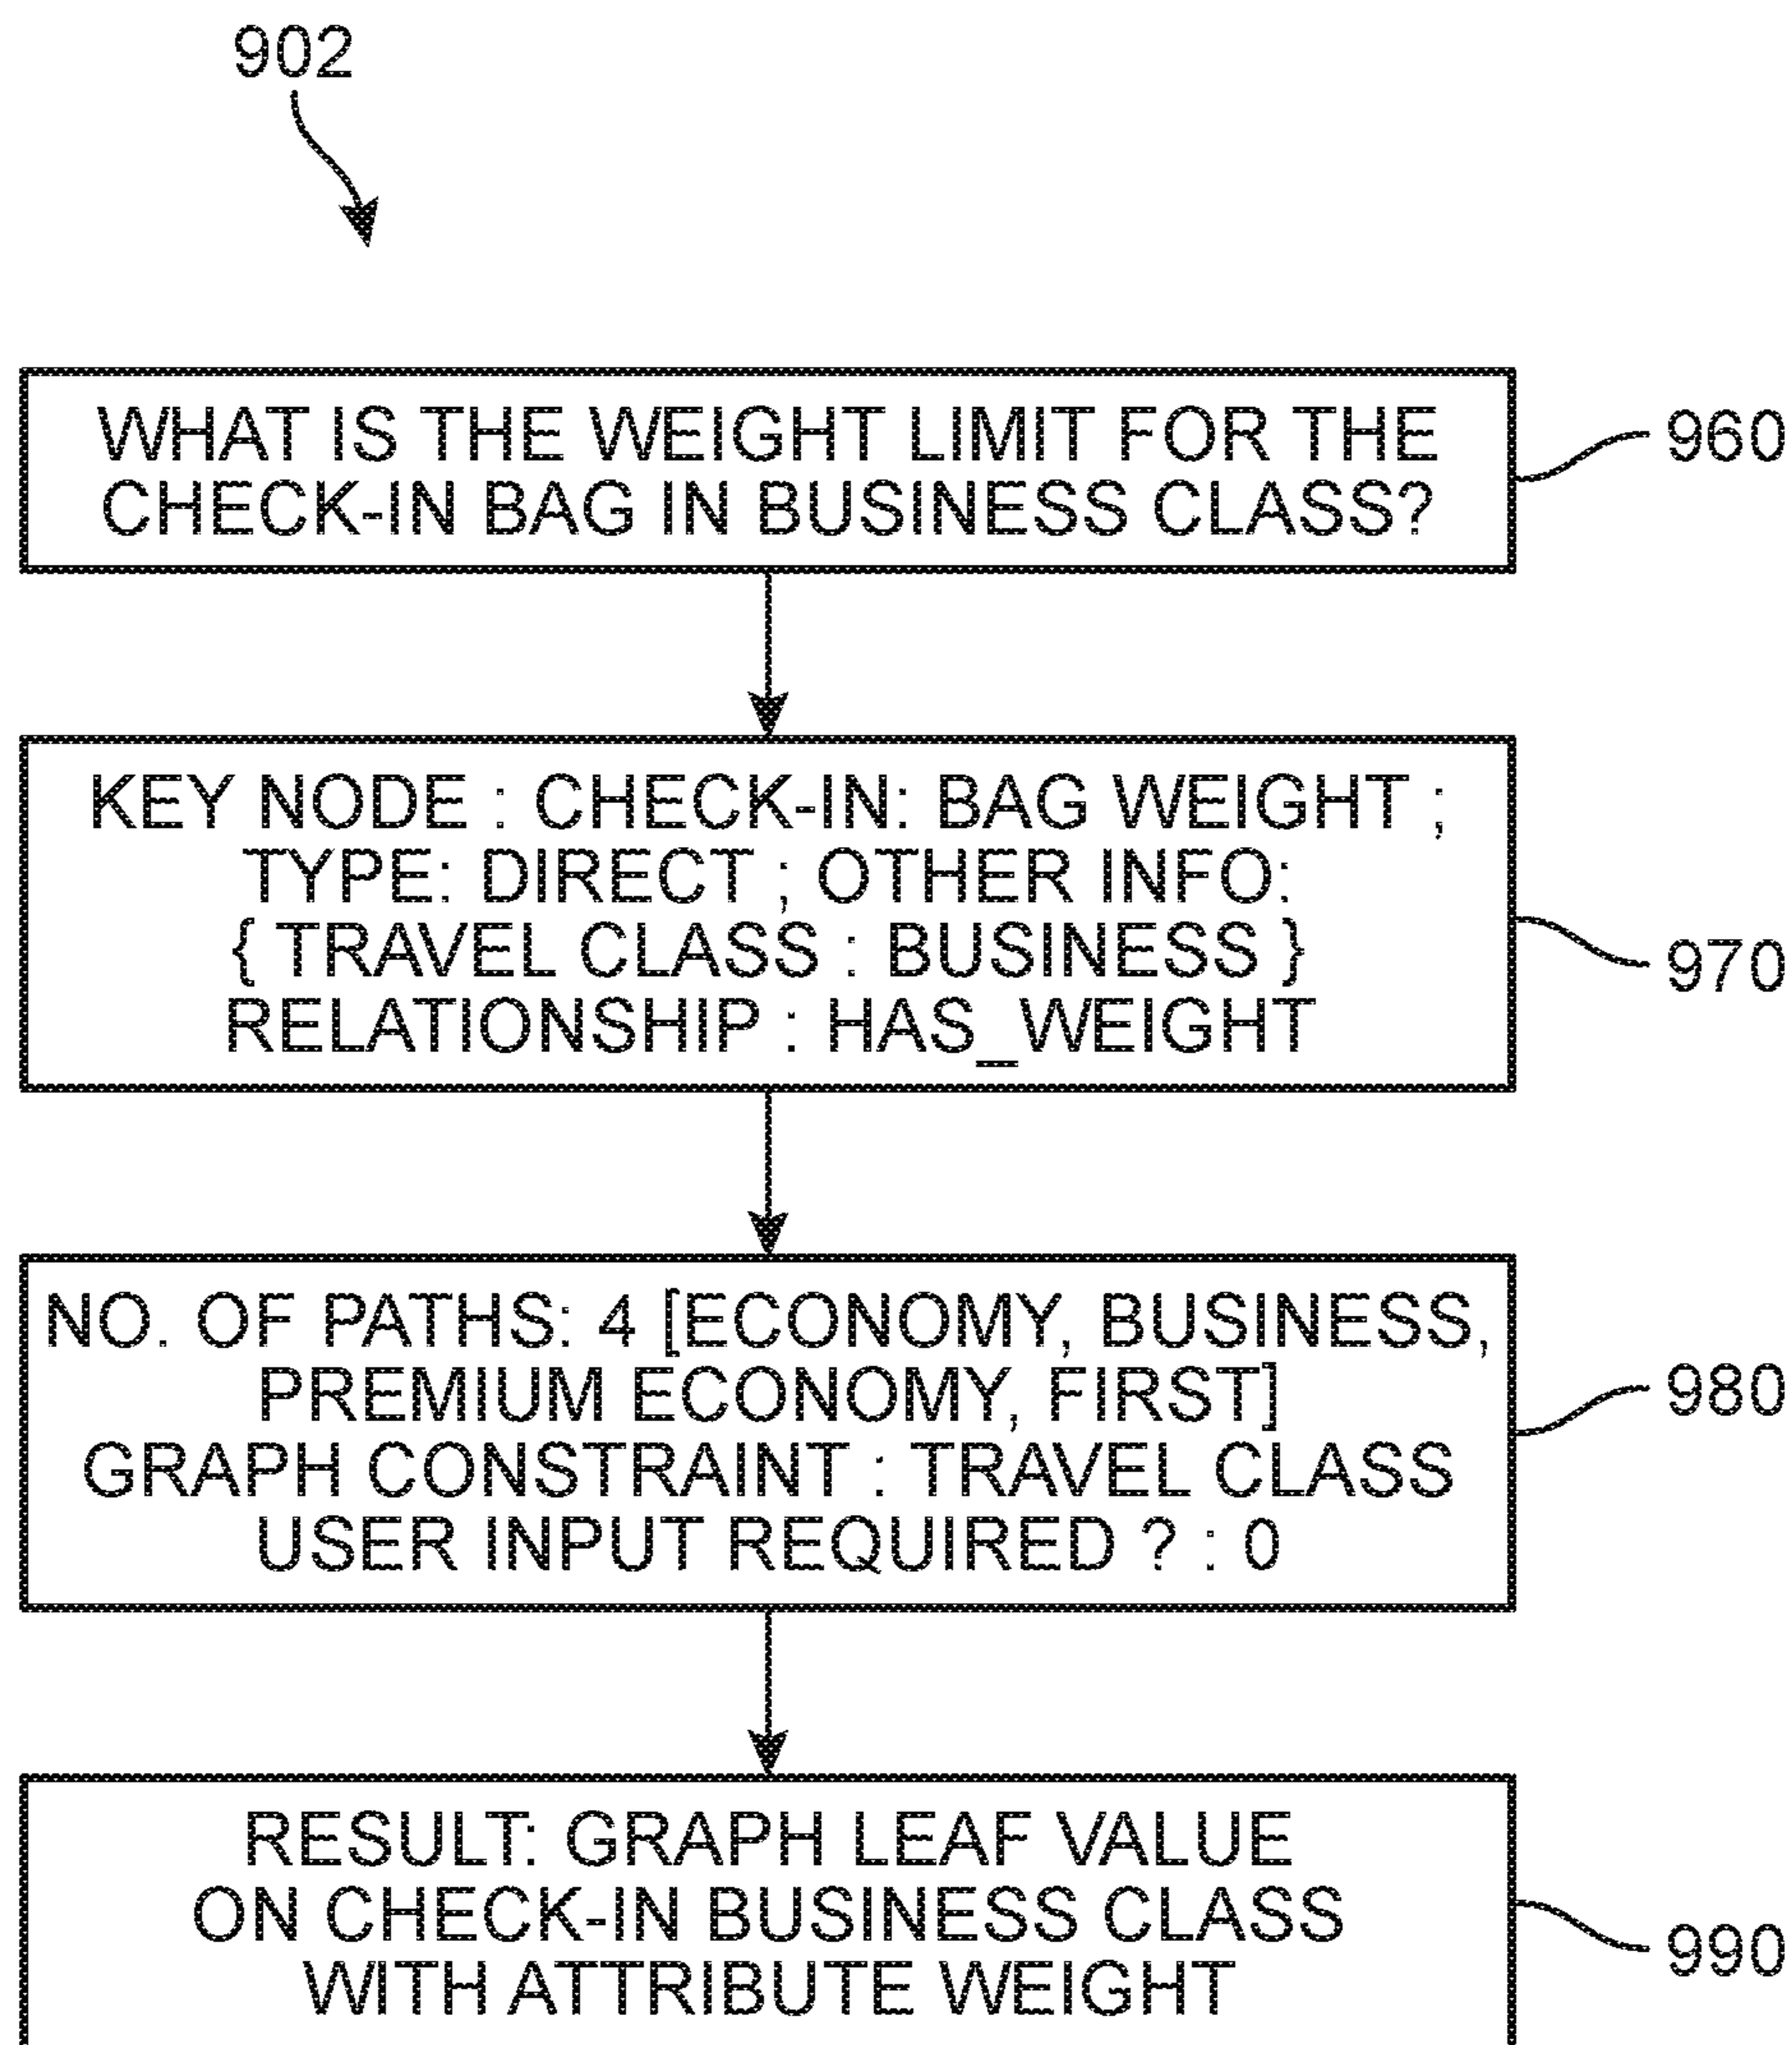 902
WHAT IS THE WEIGHT LIMIT FOR THE
CHECK-IN BAG IN BUSINESS CLASS?
960
KEY NODE : CHECK-IN: BAG WEIGHT ;
TYPE: DIRECT ; OTHER INFO:
{ TRAVEL CLASS : BUSINESS }
RELATIONSHIP : HAS_WEIGHT
970
NO. OF PATHS: 4 [ECONOMY, BUSINESS,
PREMIUM ECONOMY, FIRST]
GRAPH CONSTRAINT : TRAVEL CLASS
USER INPUT REQUIRED ? : 0
980
RESULT: GRAPH LEAF VALUE
ON CHECK-IN BUSINESS CLASS
WITH ATTRIBUTE WEIGHT
990